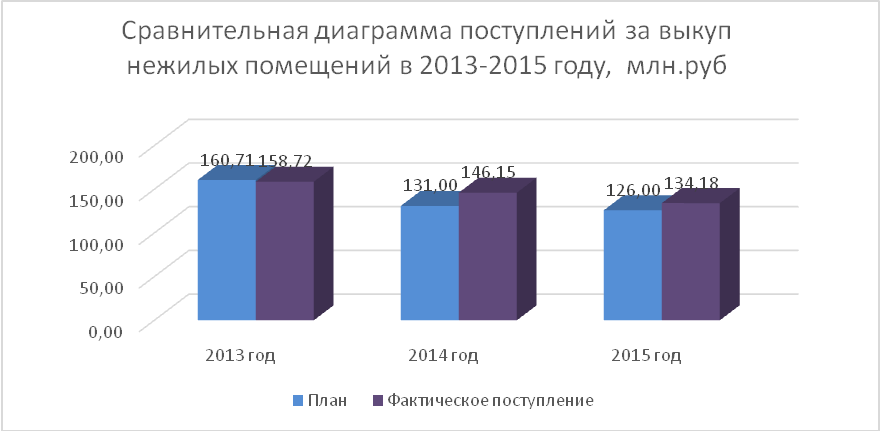 Сравнительная диаграмма поступлений за выкуп
нежилых помещений в 2013-2015 году,  млн.руб
200,00
150,00
100,00
50,00
0,00
160,71 158,72
131,00 146,15
126,00 134,18
2013 год 2014 год 2015 год
План Фактическое поступление